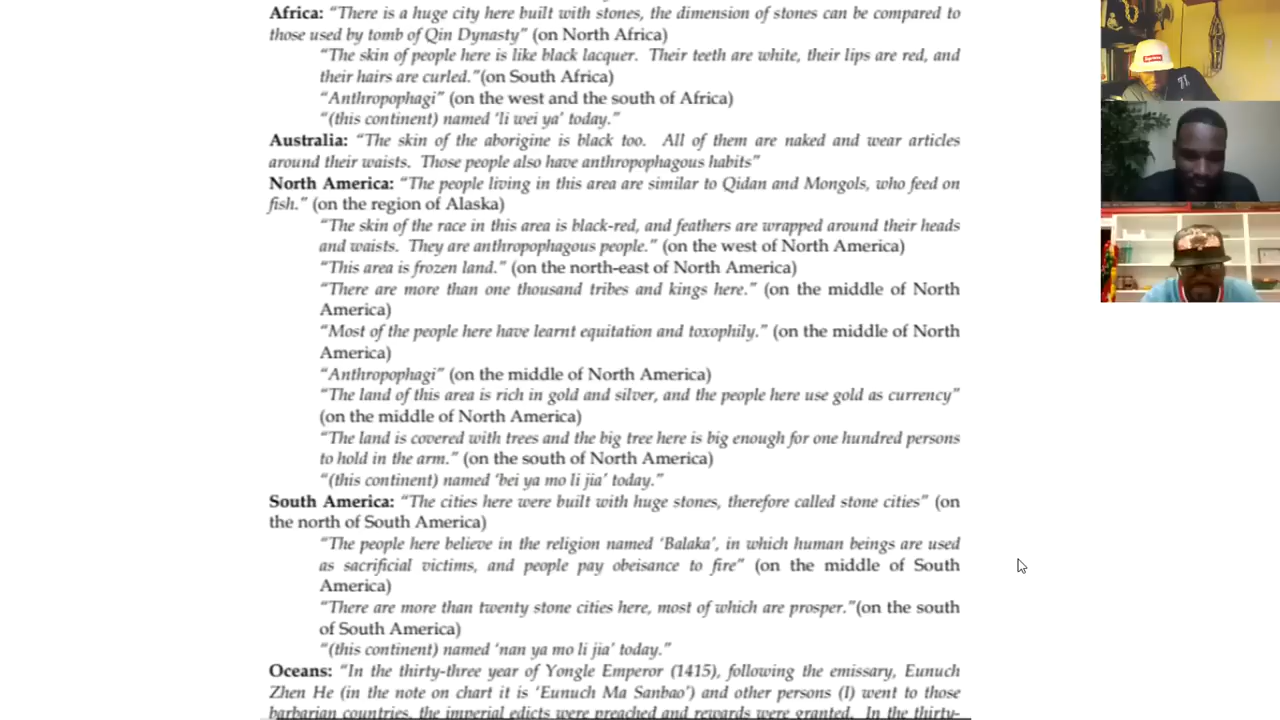 Africa: "There is a huge city here built with stones, the dimension of stones can be compared to
those used by tomb of Qin Dynasty" (on North Africa)
"The skin of people here is like black lacquer. Their teeth are white, their lips are red, and
their hairs are curled."(on South Africa)
"Anthropophagi" (on the west and the south of Africa)
"(this continent) named 'li wei ya' today."
Australia: "The skin of the aborigine is black too. All of them are naked and wear articles
around their waists. Those people also have anthropophagous habits"
North America: "The people living in this area are similar to Qidan and Mongols, who feed on
fish." (on the region of Alaska)
"The skin of the race in this area is black-red, and feathers are wrapped around their heads
and waists. They are anthropophagous people." (on the west of North America)
"This area is frozen land." (on the north-east of North America)
"There are more than one thousand tribes and kings here." (on the middle of North
America)
"Most of the people here have learnt equitation and toxophily." (on the middle of North
America)
"Anthropophagi" (on the middle of North America)
"The land of this area is rich in gold and silver, and the people here use gold as currency"
(on the middle of North America)
"The land is covered with trees and the big tree here is big enough for one hundred persons
to hold in the arm." (on the south of North America)
"(this continent) named 'bei ya mo li jia' today."
South America: "The cities here were built with huge stones, therefore called stone cities" (on
the north of South America)
"The people here believe in the religion named 'Balaka', in which human beings are used
as sacrificial victims, and people pay obeisance to fire" (on the middle of South
America)
"There are more than twenty stone cities here, most of which are prosper."(on the south
of South America)
"(this continent) named 'nan ya mo li jia' today."
Oceans: "In the thirty-three year of Yongle Emperor (1415), following the emissary, Eunuch
Zhen He (in the note on chart it is 'Eunuch Ma Sanbao') and other persons (I) went to those
barbarian countries, the imperial edicts were preached and rewards were granted. In the thirty-
Supreme